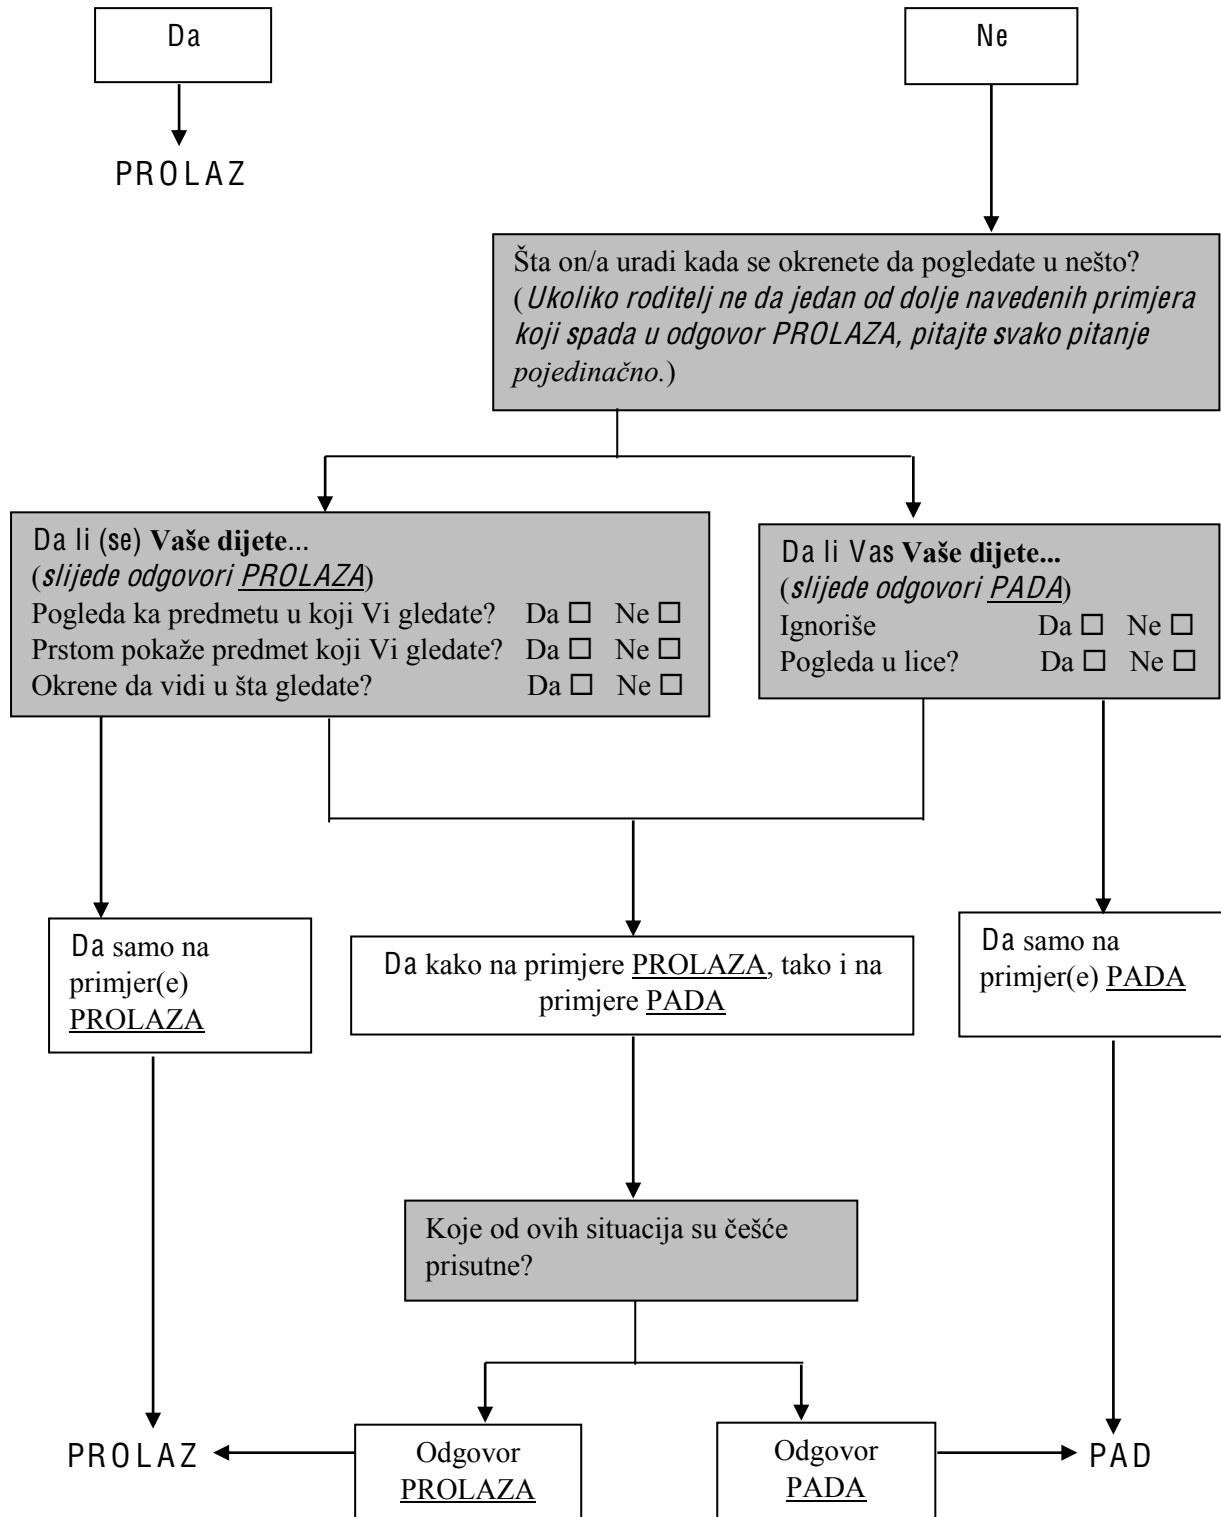 Da
Ne
PROLAZ
Šta on/a uradi kada se okrenete da pogledate u nešto?
(Ukoliko roditelj ne da jedan od dolje navedenih primjera
koji spada u odgovor PROLAZA, pitajte svako pitanje
pojedinačno.)
Da li (se) Vaše dijete...
(slijede odgovori PROLAZA)
Pogleda ka predmetu u koji Vi gledate? Da □ Ne □
Prstom pokaže predmet koji Vi gledate? Da □ Ne □
Okrene da vidi u šta gledate? Da □ Ne □
Da li Vas Vaše dijete...
(slijede odgovori PADA)
Ignoriše Da □ Ne □
Pogleda u lice? Da □ Ne □
Da samo na
primjer(e)
PROLAZA
Da kako na primjere PROLAZA, tako i na
primjere PADA
Da samo na
primjer(e) PADA
Koje od ovih situacija su češće
prisutne?
PROLAZ
Odgovor
PROLAZA
Odgovor
PADA
PAD